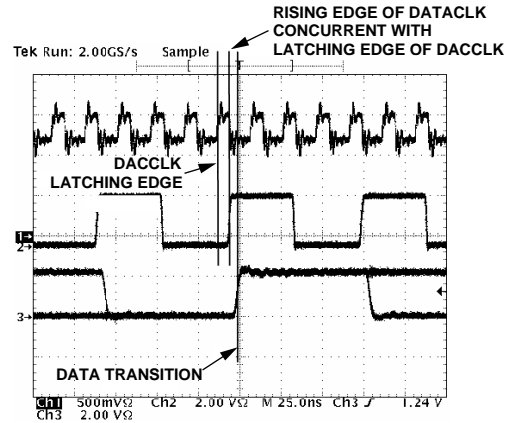 RISING EDGE OF DATACLK
CONCURRENT WITH
LATCHING EDGE OF DACCLK
Tek Run: 2.00GS/s Sample
DACCLK
LATCHING EDGE
1→
2→
3→
DATA TRANSITION
Ch1 500mVΩ Ch2 2.00 VΩ M 25.0ns Ch3 ʃ 1.24 V
Ch3 2.00 VΩ